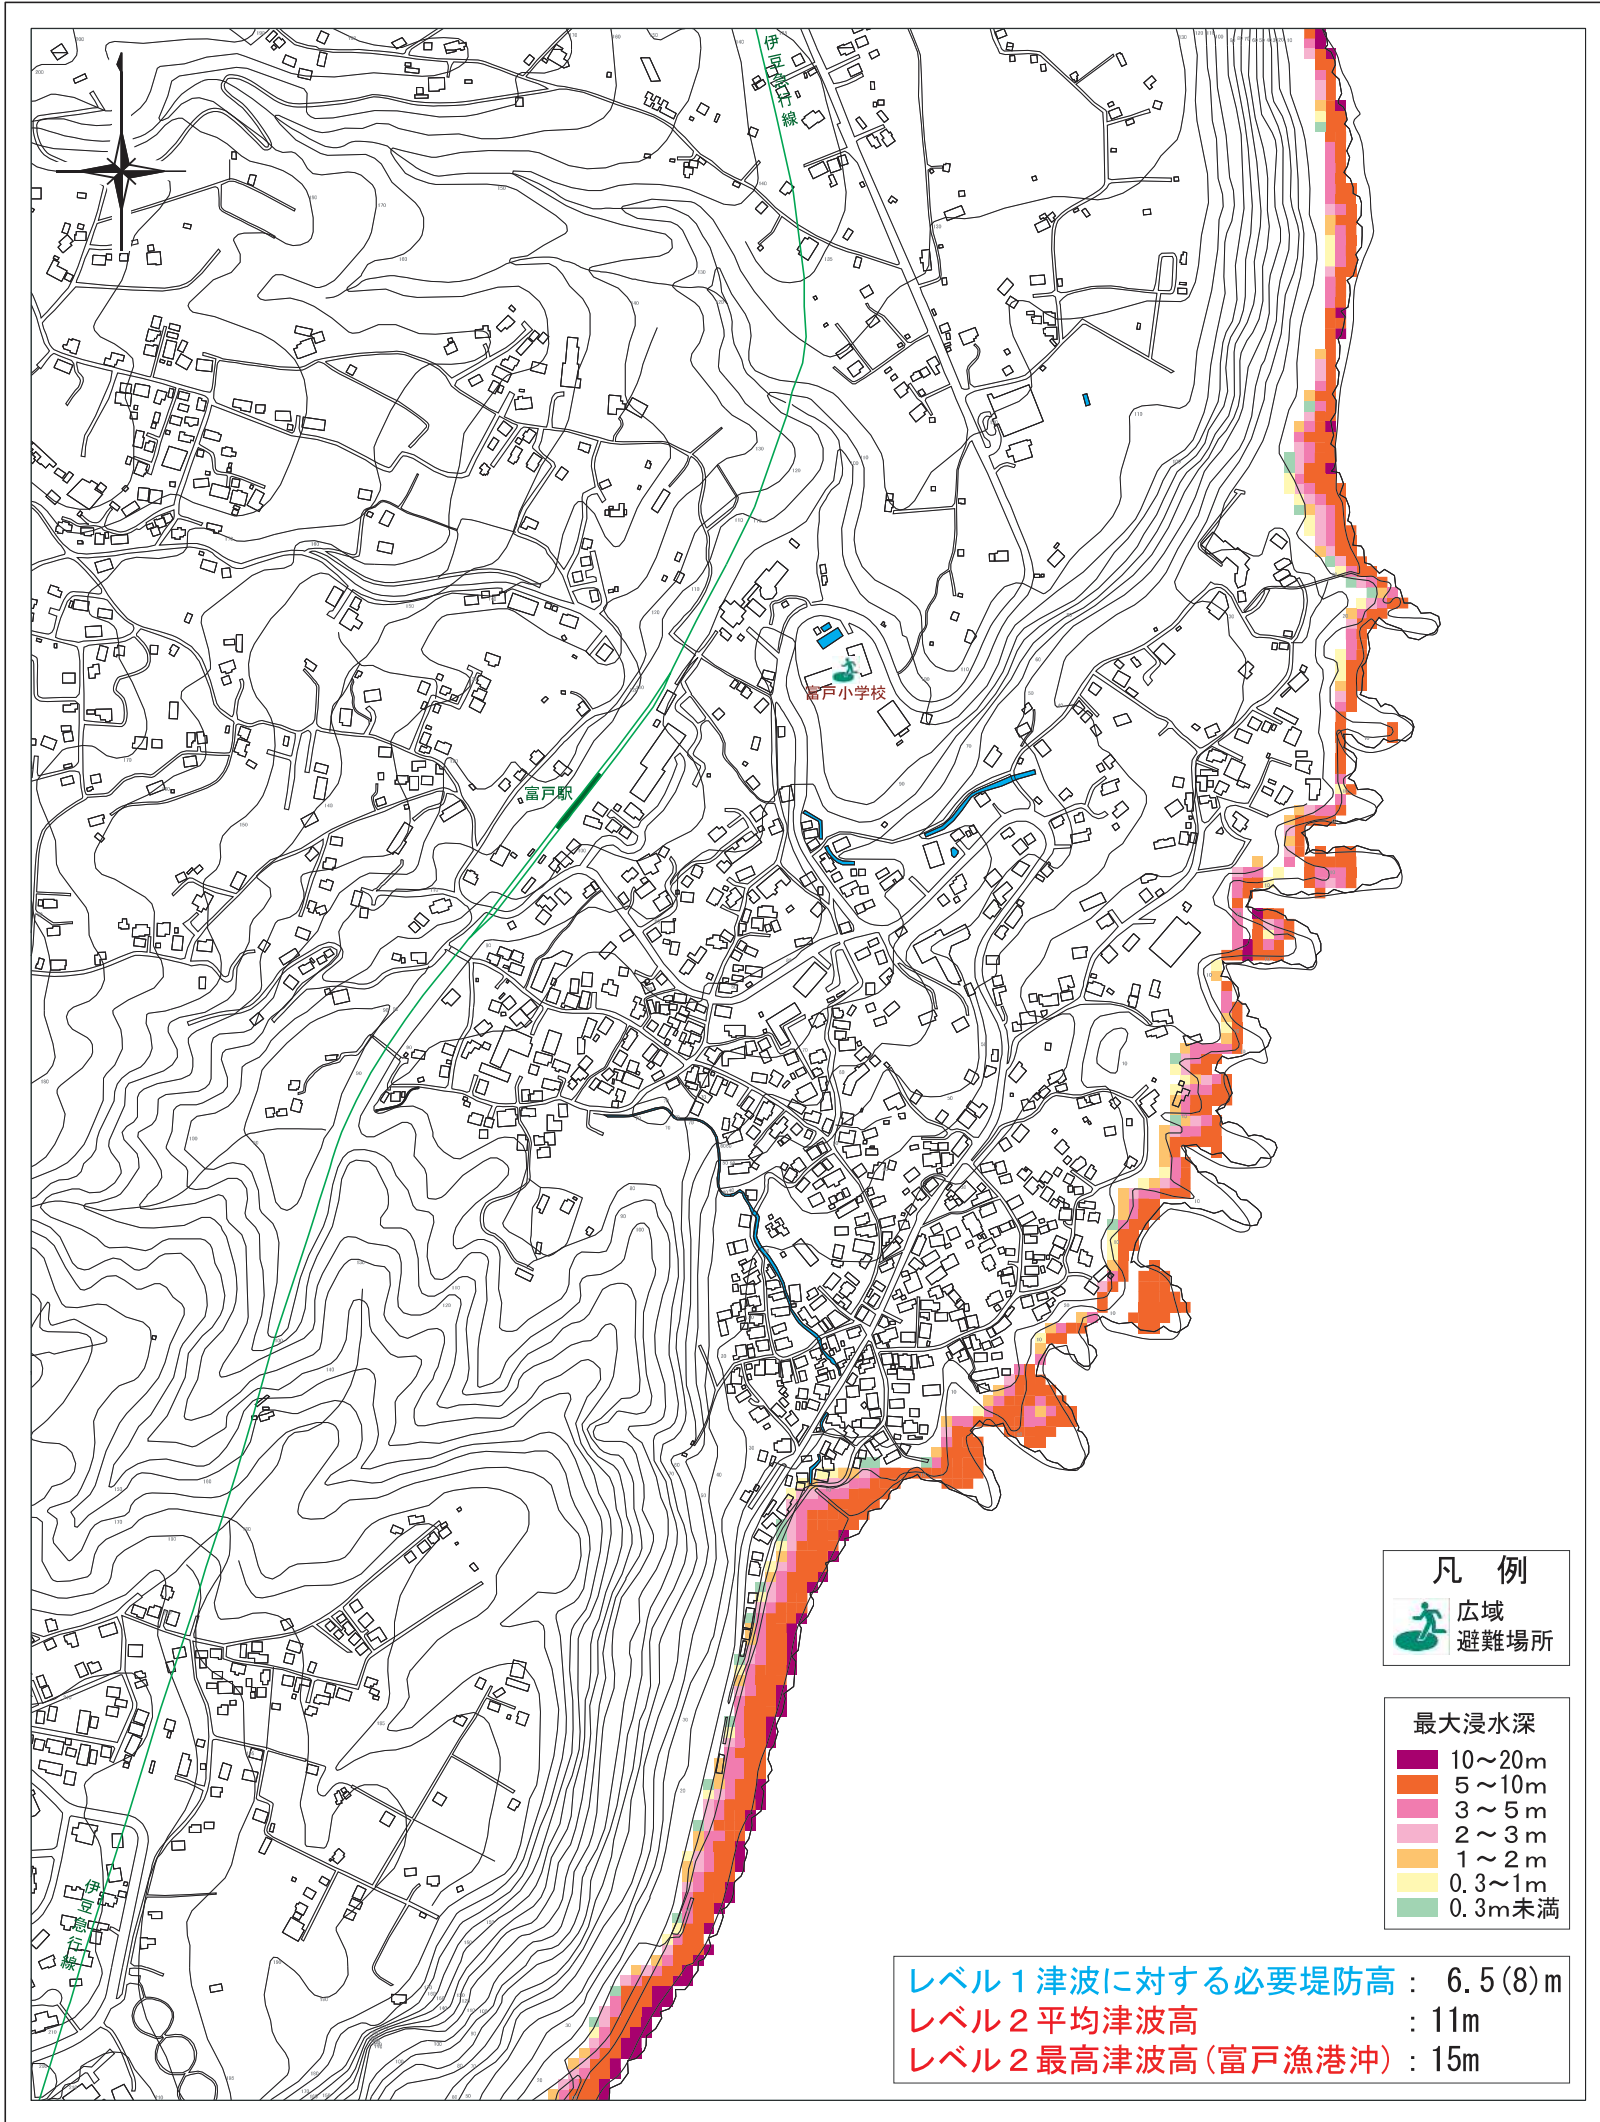 伊豆急行線
富戸小学校
富戸駅
伊豆急行線
凡 例
広域
避難場所
最大浸水深
10～20m
5～10m
3～5m
2～3m
1～2m
0.3～1m
0.3m未満
レベル1津波に対する必要堤防高 : 6.5(8)m
レベル2平均津波高 : 11m
レベル2最高津波高(富戸漁港沖) : 15m